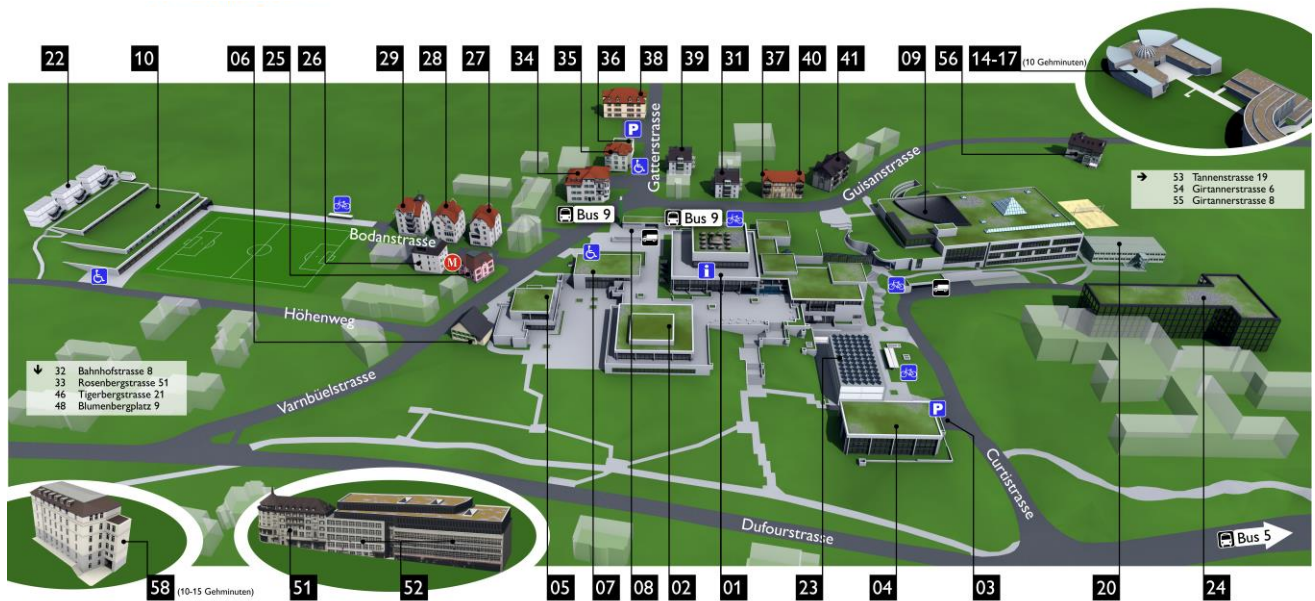 22 10 06 25 26 29 28 27 34 35 36 38 39 31 37 40 41 09 56 14-17 (10 Gehminuten)
P
Gatterstrasse
Guisanstrasse
→ 53 Tannenstrasse 19
54 Girtannerstrasse 6
55 Girtannerstrasse 8
Bus 9
Bus 9
Bodanstrasse
M
i
Höhenweg
↓ 32 Bahnhofstrasse 8
33 Rosenbergstrasse 51
46 Tigerbergstrasse 21
48 Blumenbergplatz 9
Varnbüelstrasse
P
Curtistrasse
Dufourstrasse
Bus 5
58 (10-15 Gehminuten) 51 52 05 07 08 02 01 23 04 03 20 24